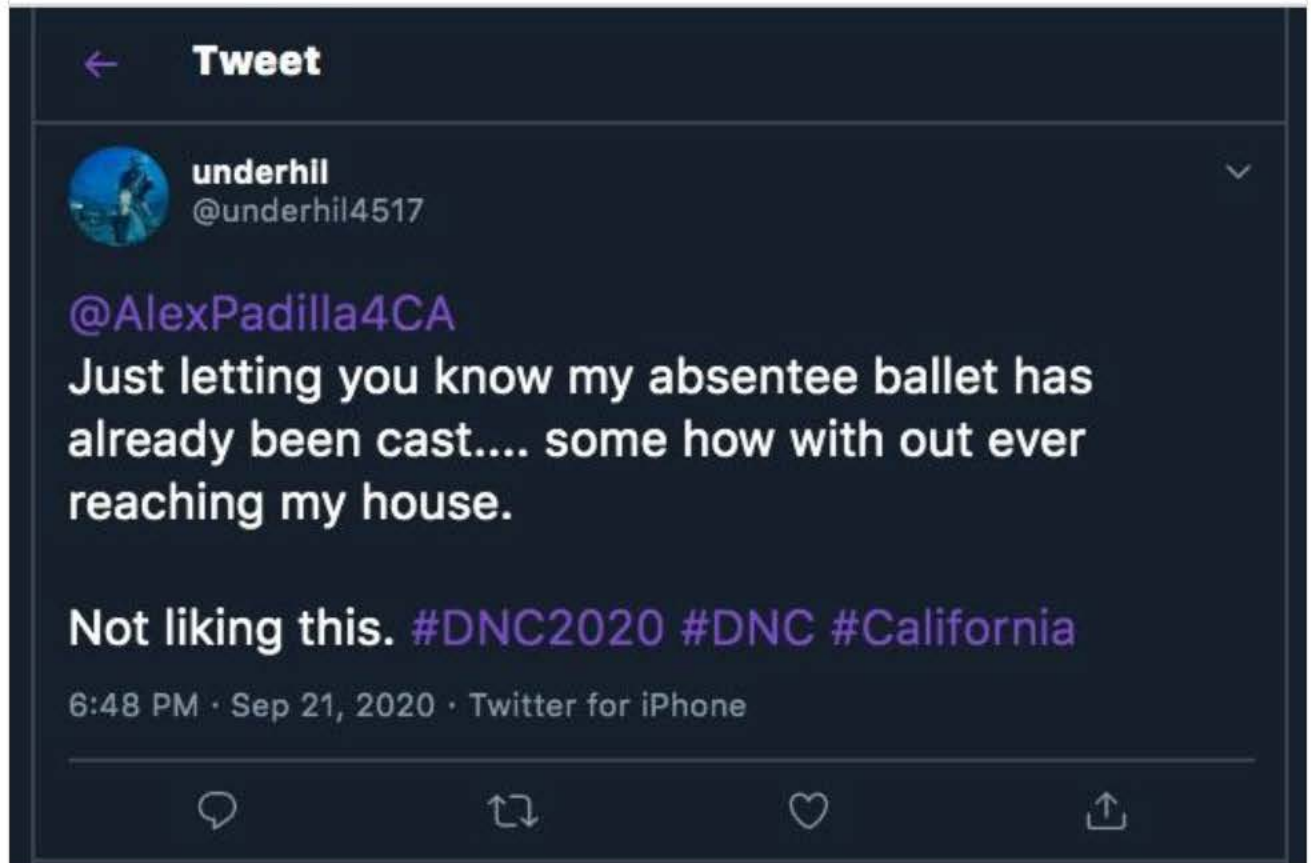 Tweet
underhil
@underhil4517
@AlexPadilla4CA
Just letting you know my absentee ballet has
already been cast.... some how with out ever
reaching my house.
Not liking this. #DNC2020 #DNC #California
6:48 PM · Sep 21, 2020 · Twitter for iPhone